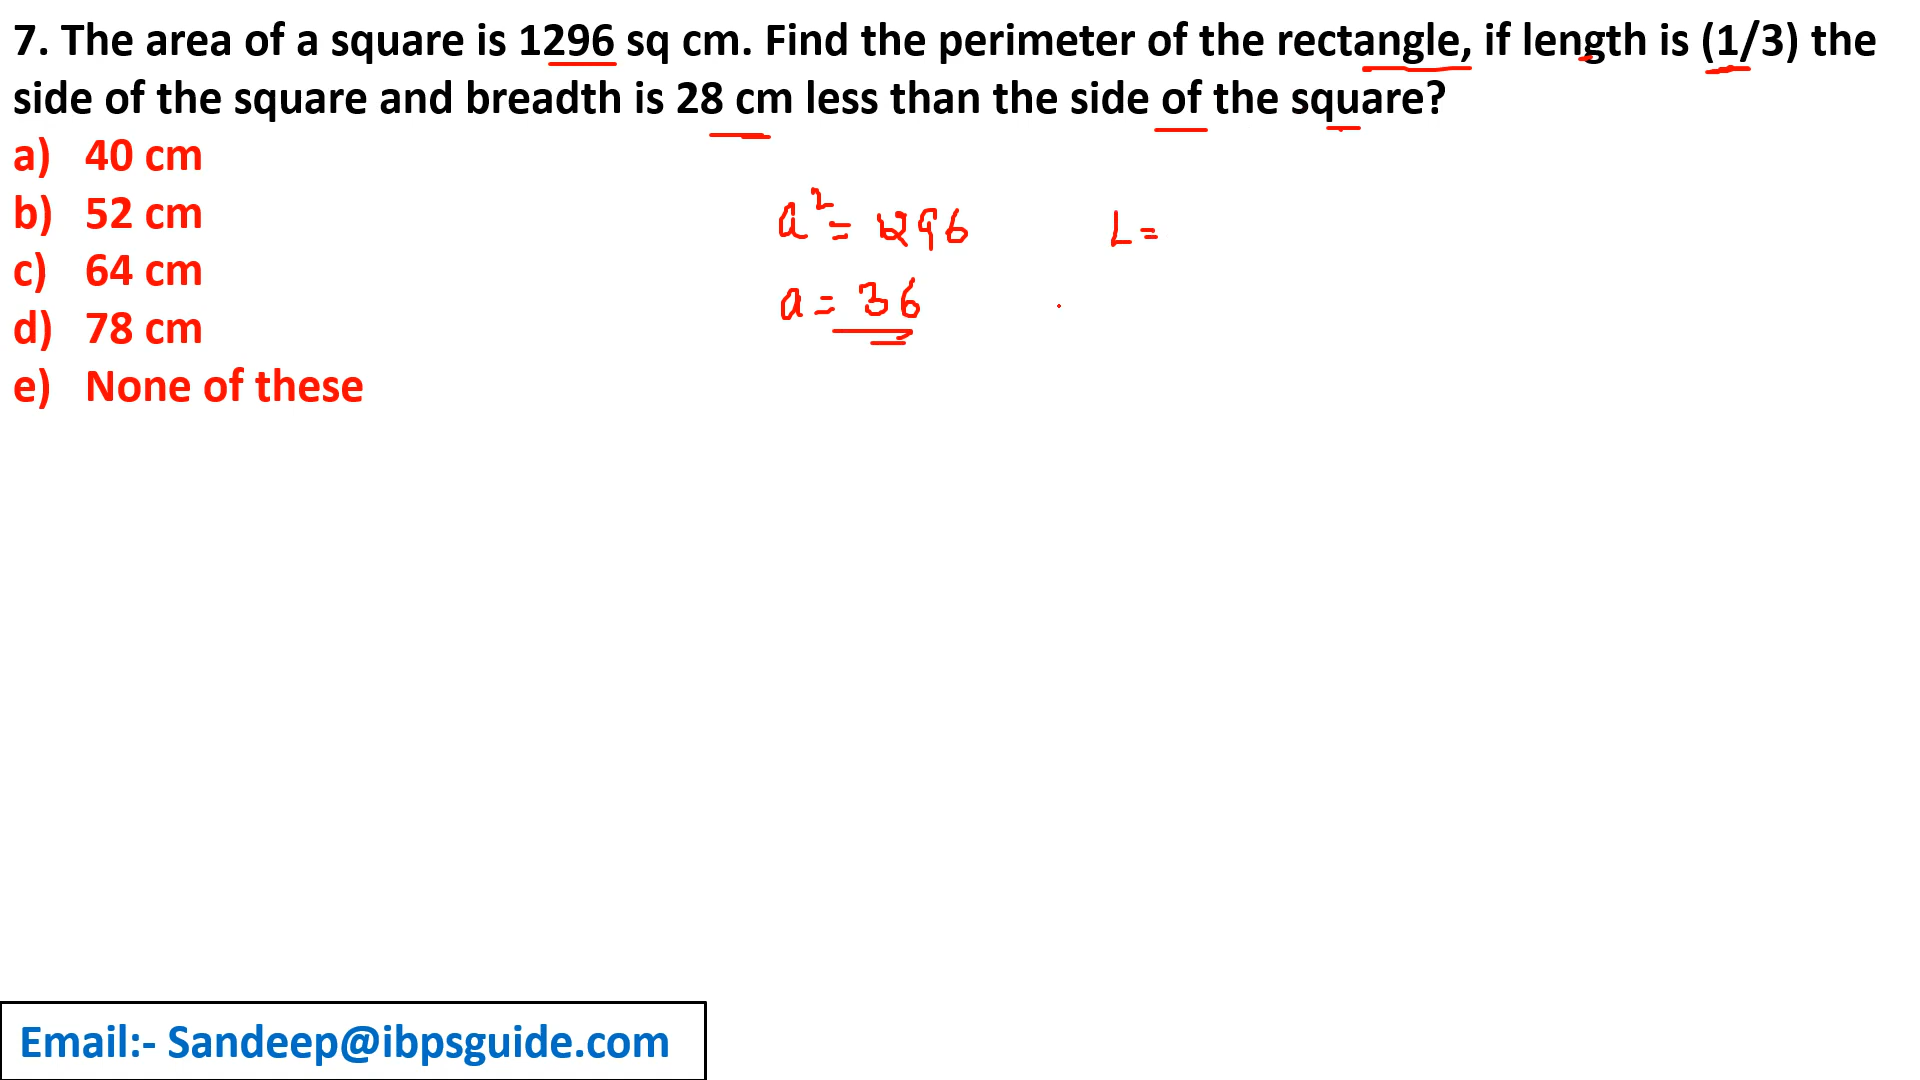 7. The area of a square is 1296 sq cm. Find the perimeter of the rectangle, if length is (1/3) the
side of the square and breadth is 28 cm less than the side of the square?
a) 40 cm
b) 52 cm
c) 64 cm
d) 78 cm
e) None of these
a² = 1296
L =
a = 36
Email:- Sandeep@ibpsguide.com